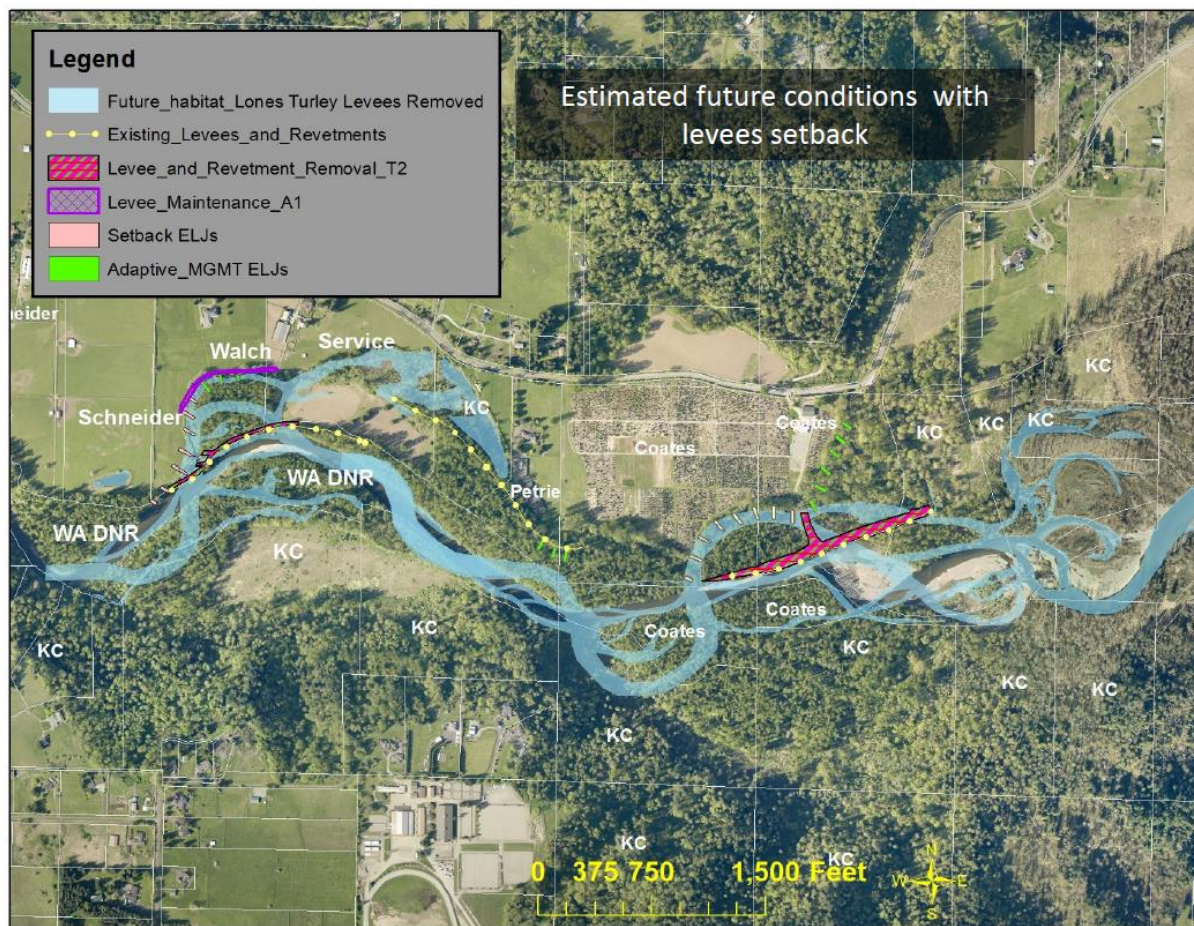 Legend
Future_habitat_Lones Turley Levees Removed
Existing_Levees_and_Revetments
Levee_and_Revetment_Removal_T2
Levee_Maintenance_A1
Setback ELJs
Adaptive_MGMT ELJs
Estimated future conditions with
levees setback
neider
Walch
Service
Schneider
KC
KC
KC
KC
KC
KC
Coates
Coates
WA DNR
Petrie
WA DNR
KC
Coates
Coates
KC
KC
KC
KC
KC
KC
KC
KC
0 375 750 1,500 Feet
N
W E
S